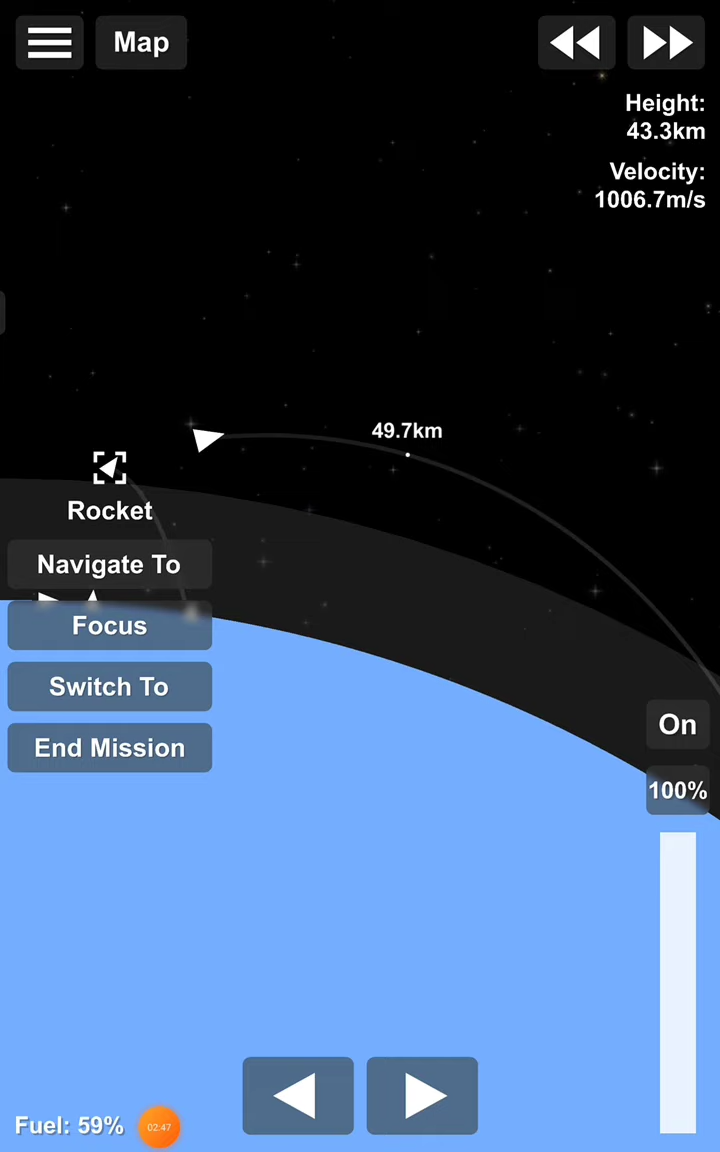 Map
Height:
43.3km
Velocity:
1006.7m/s
49.7km
Rocket
Navigate To
Focus
Switch To
End Mission
On
100%
Fuel: 59%
02:47